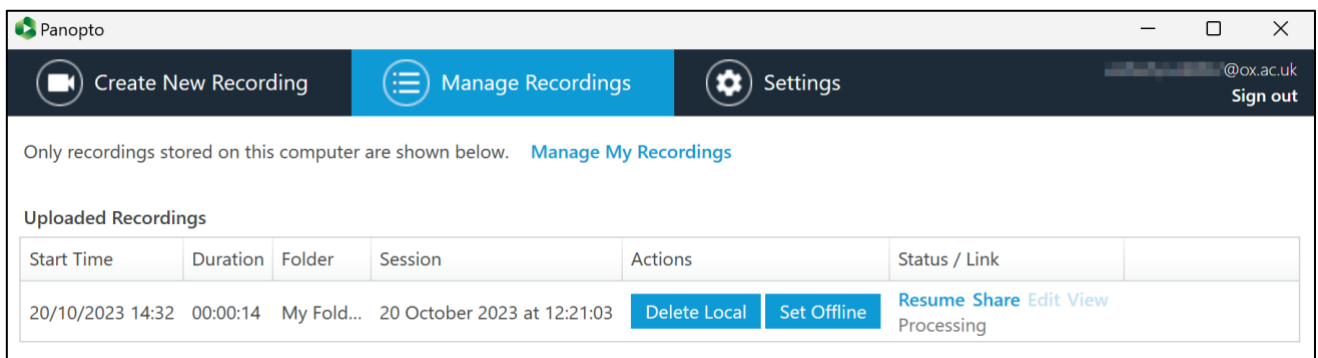 Panopto
Create New Recording Manage Recordings Settings @ox.ac.uk
Sign out
Only recordings stored on this computer are shown below. Manage My Recordings
Uploaded Recordings
Start Time Duration Folder Session Actions Status / Link
20/10/2023 14:32 00:00:14 My Fold... 20 October 2023 at 12:21:03 Delete Local Set Offline Resume Share Edit View
Processing